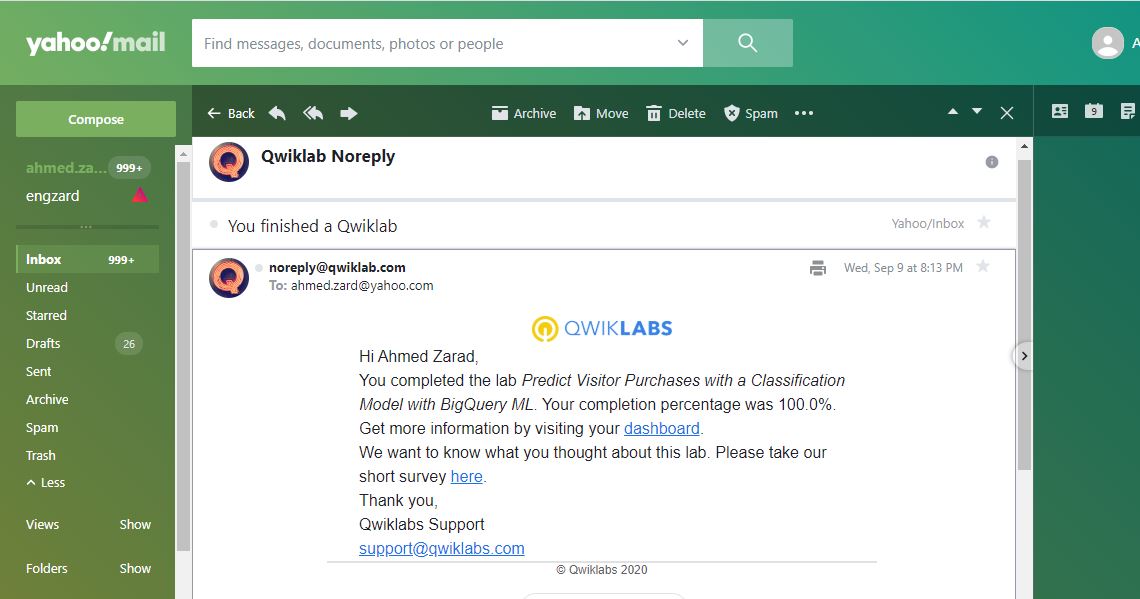 yahoo!mail
Find messages, documents, photos or people
A
Compose
ahmed.za... 999+
engzard
Inbox 999+
Unread
Starred
Drafts 26
Sent
Archive
Spam
Trash
Less
Views Show
Folders Show
Back Archive Move Delete Spam
9
Qwiklab Noreply
You finished a Qwiklab Yahoo/Inbox
noreply@qwiklab.com Wed, Sep 9 at 8:13 PM
To: ahmed.zard@yahoo.com
QWIKLABS
Hi Ahmed Zarad,
You completed the lab Predict Visitor Purchases with a Classification
Model with BigQuery ML. Your completion percentage was 100.0%.
Get more information by visiting your dashboard.
We want to know what you thought about this lab. Please take our
short survey here.
Thank you,
Qwiklabs Support
support@qwiklabs.com
© Qwiklabs 2020